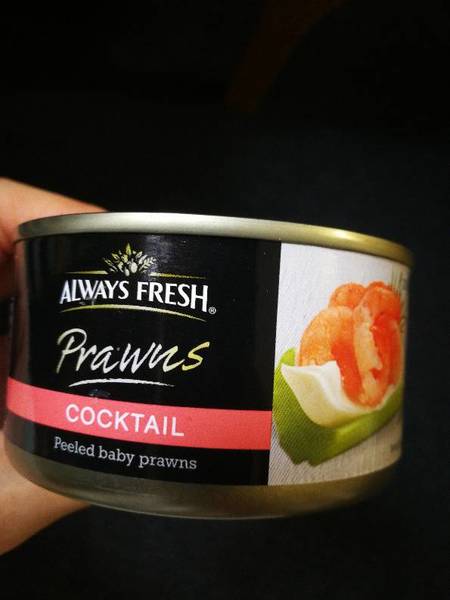 ALWAYS FRESH®
Prawns
COCKTAIL
Peeled baby prawns